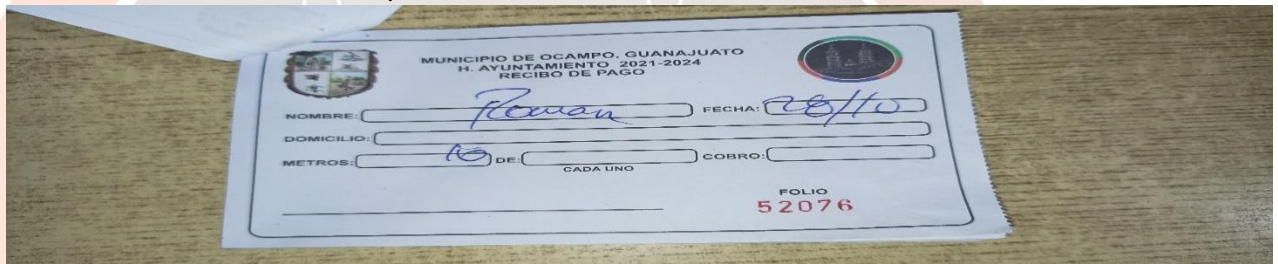 MUNICIPIO DE OCAMPO, GUANAJUATO
H. AYUNTAMIENTO 2021-2024
RECIBO DE PAGO
NOMBRE: Roman FECHA: 28/10
DOMICILIO:
METROS: 10 DE: COBRO:
CADA UNO
FOLIO
52076